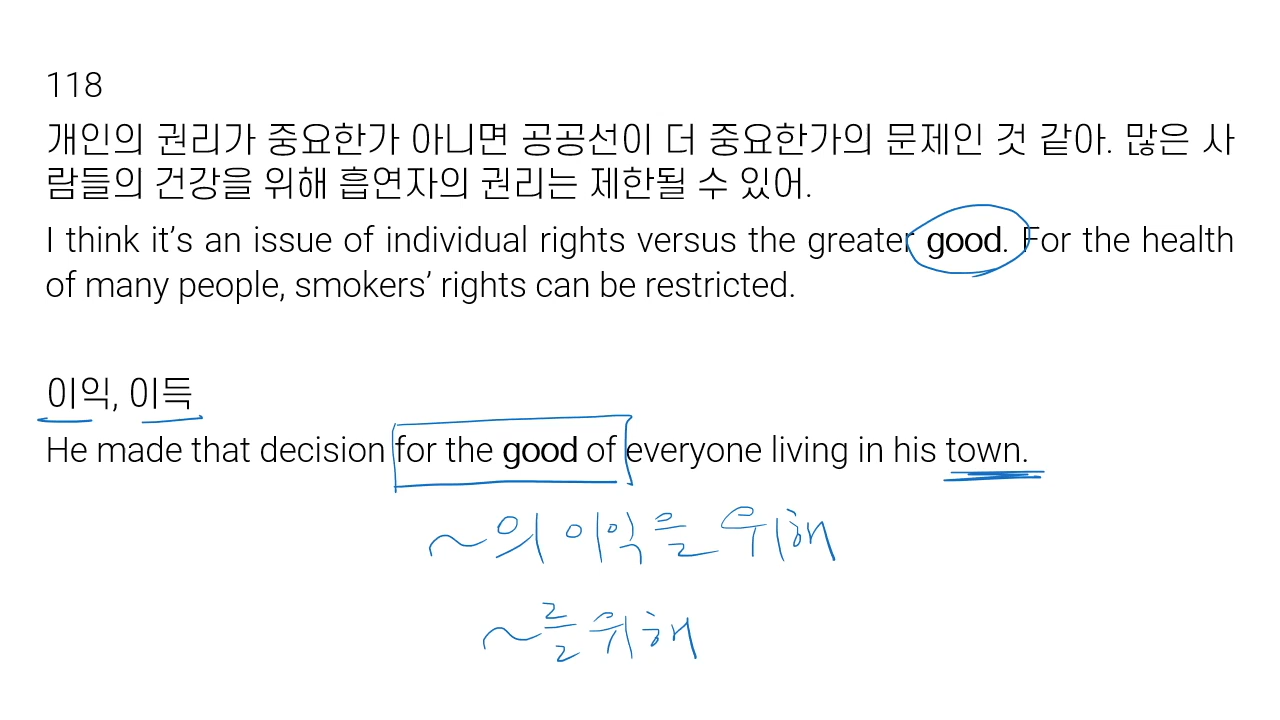 118
개인의 권리가 중요한가 아니면 공공선이 더 중요한가의 문제인 것 같아. 많은 사
람들의 건강을 위해 흡연자의 권리는 제한될 수 있어.
I think it’s an issue of individual rights versus the greater good. For the health
of many people, smokers’ rights can be restricted.
이익, 이득
He made that decision for the good of everyone living in his town.
~의 이익을 위해
~를 위해